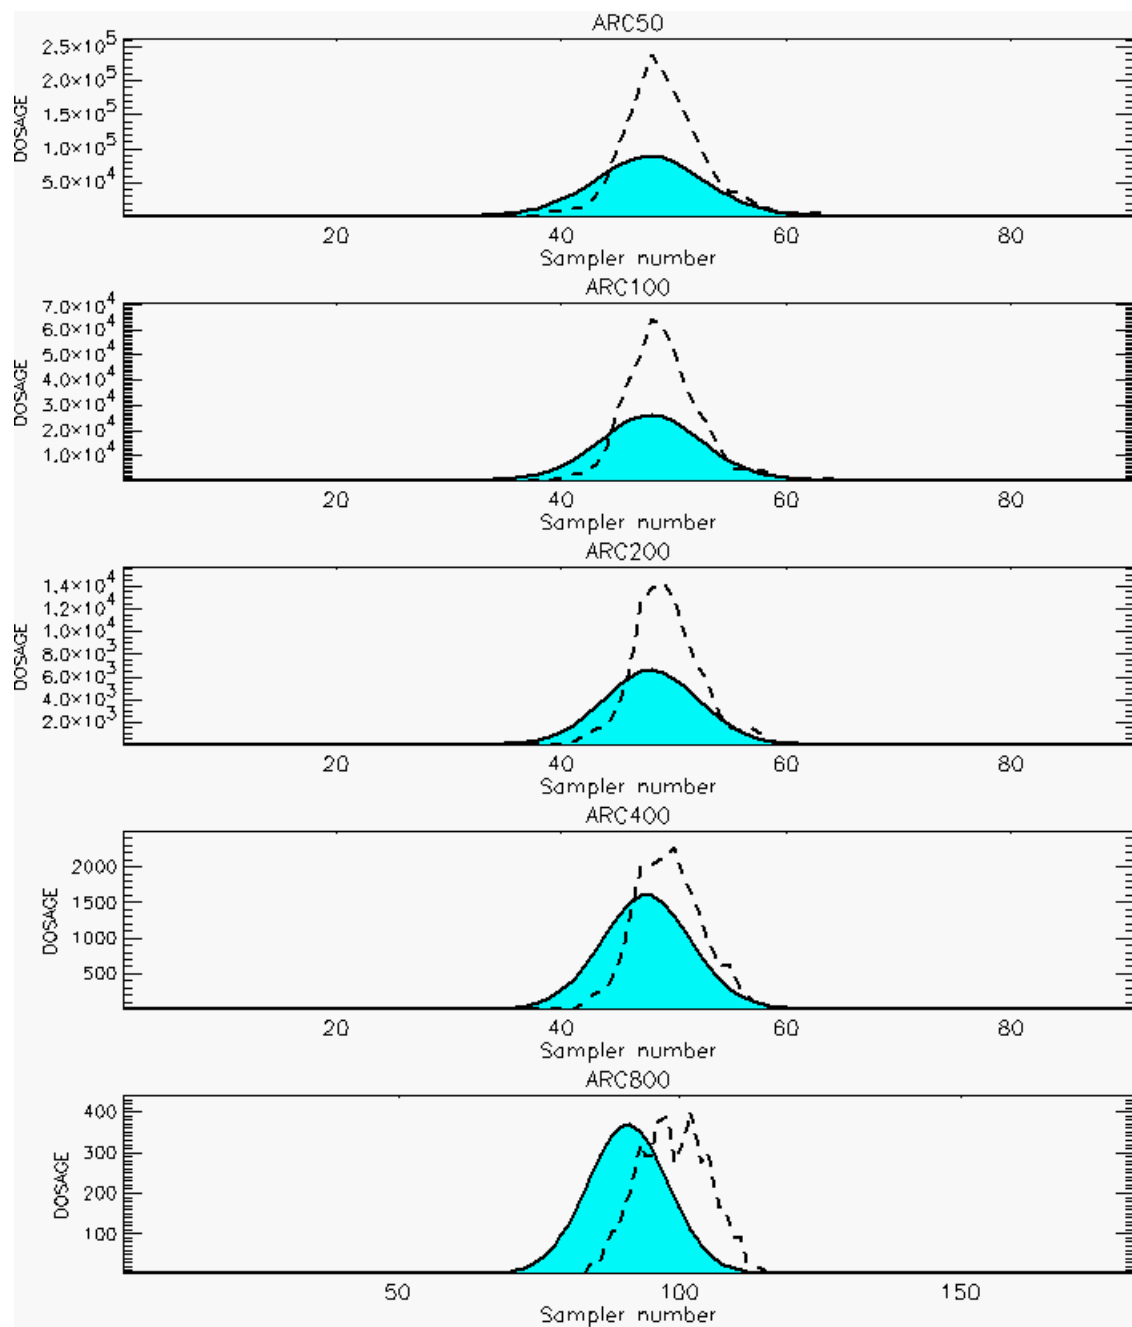 ARC50
2.5×10^5
2.0×10^5
1.5×10^5
1.0×10^5
5.0×10^4
DOSAGE
20 40 60 80
Sampler number
ARC100
7.0×10^4
6.0×10^4
5.0×10^4
4.0×10^4
3.0×10^4
2.0×10^4
1.0×10^4
DOSAGE
20 40 60 80
Sampler number
ARC200
1.4×10^4
1.2×10^4
1.0×10^4
8.0×10^3
6.0×10^3
4.0×10^3
2.0×10^3
DOSAGE
20 40 60 80
Sampler number
ARC400
2000
1500
1000
500
DOSAGE
20 40 60 80
Sampler number
ARC800
400
300
200
100
DOSAGE
50 100 150
Sampler number